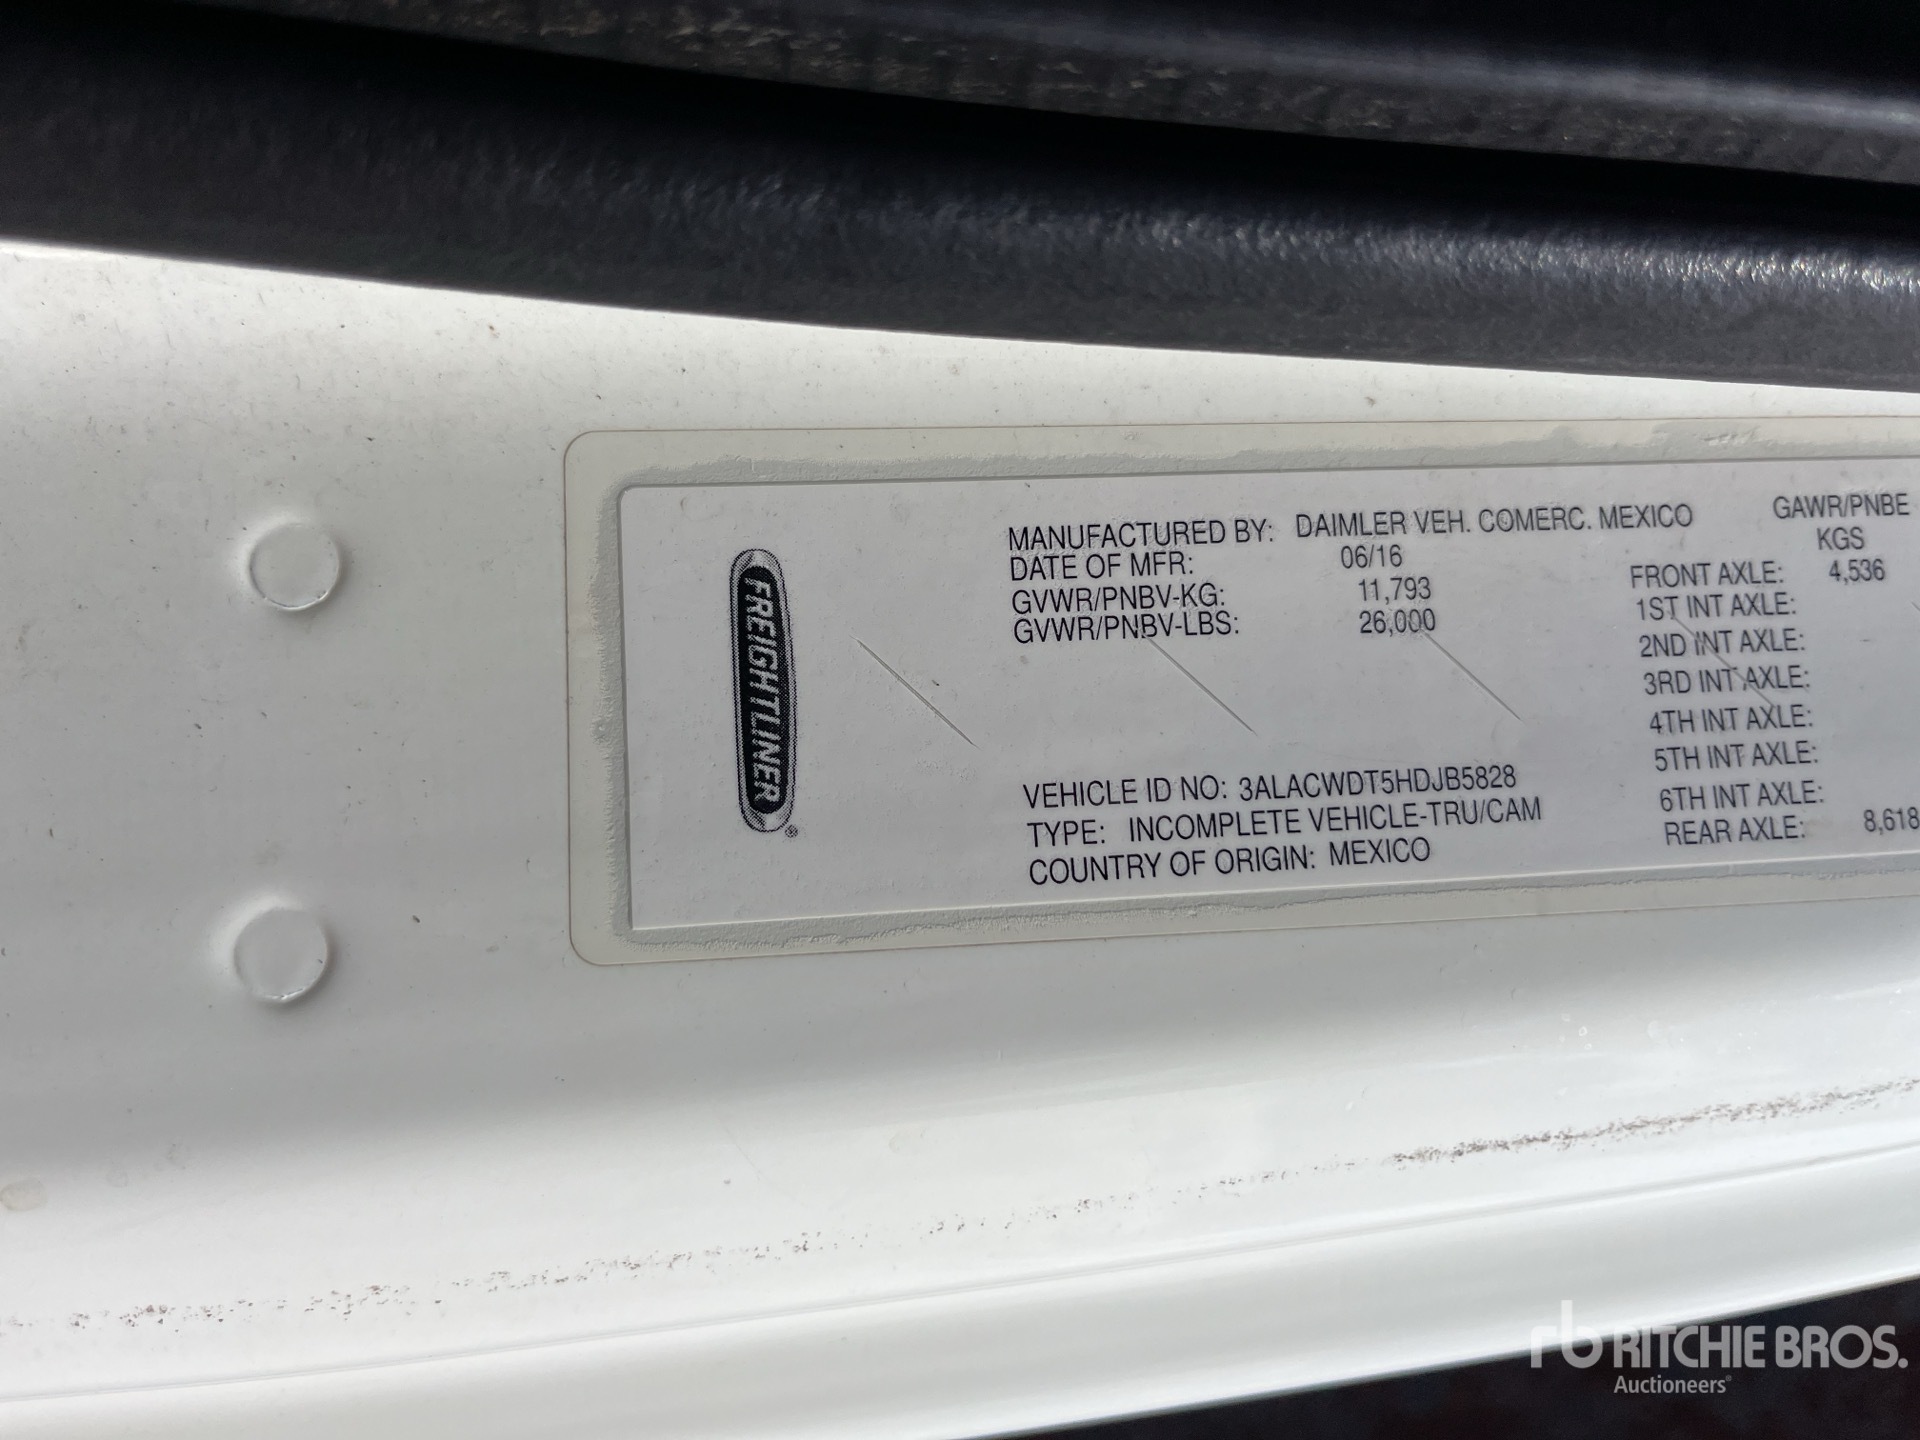 FREIGHTLINER®
MANUFACTURED BY: DAIMLER VEH. COMERC. MEXICO
DATE OF MFR: 06/16
GVWR/PNBV-KG: 11,793
GVWR/PNBV-LBS: 26,000
VEHICLE ID NO: 3ALACWDT5HDJB5828
TYPE: INCOMPLETE VEHICLE-TRU/CAM
COUNTRY OF ORIGIN: MEXICO
GAWR/PNBE
KGS
FRONT AXLE: 4,536
1ST INT AXLE:
2ND INT AXLE:
3RD INT AXLE:
4TH INT AXLE:
5TH INT AXLE:
6TH INT AXLE:
REAR AXLE: 8,618
rb RITCHIE BROS.
Auctioneers®